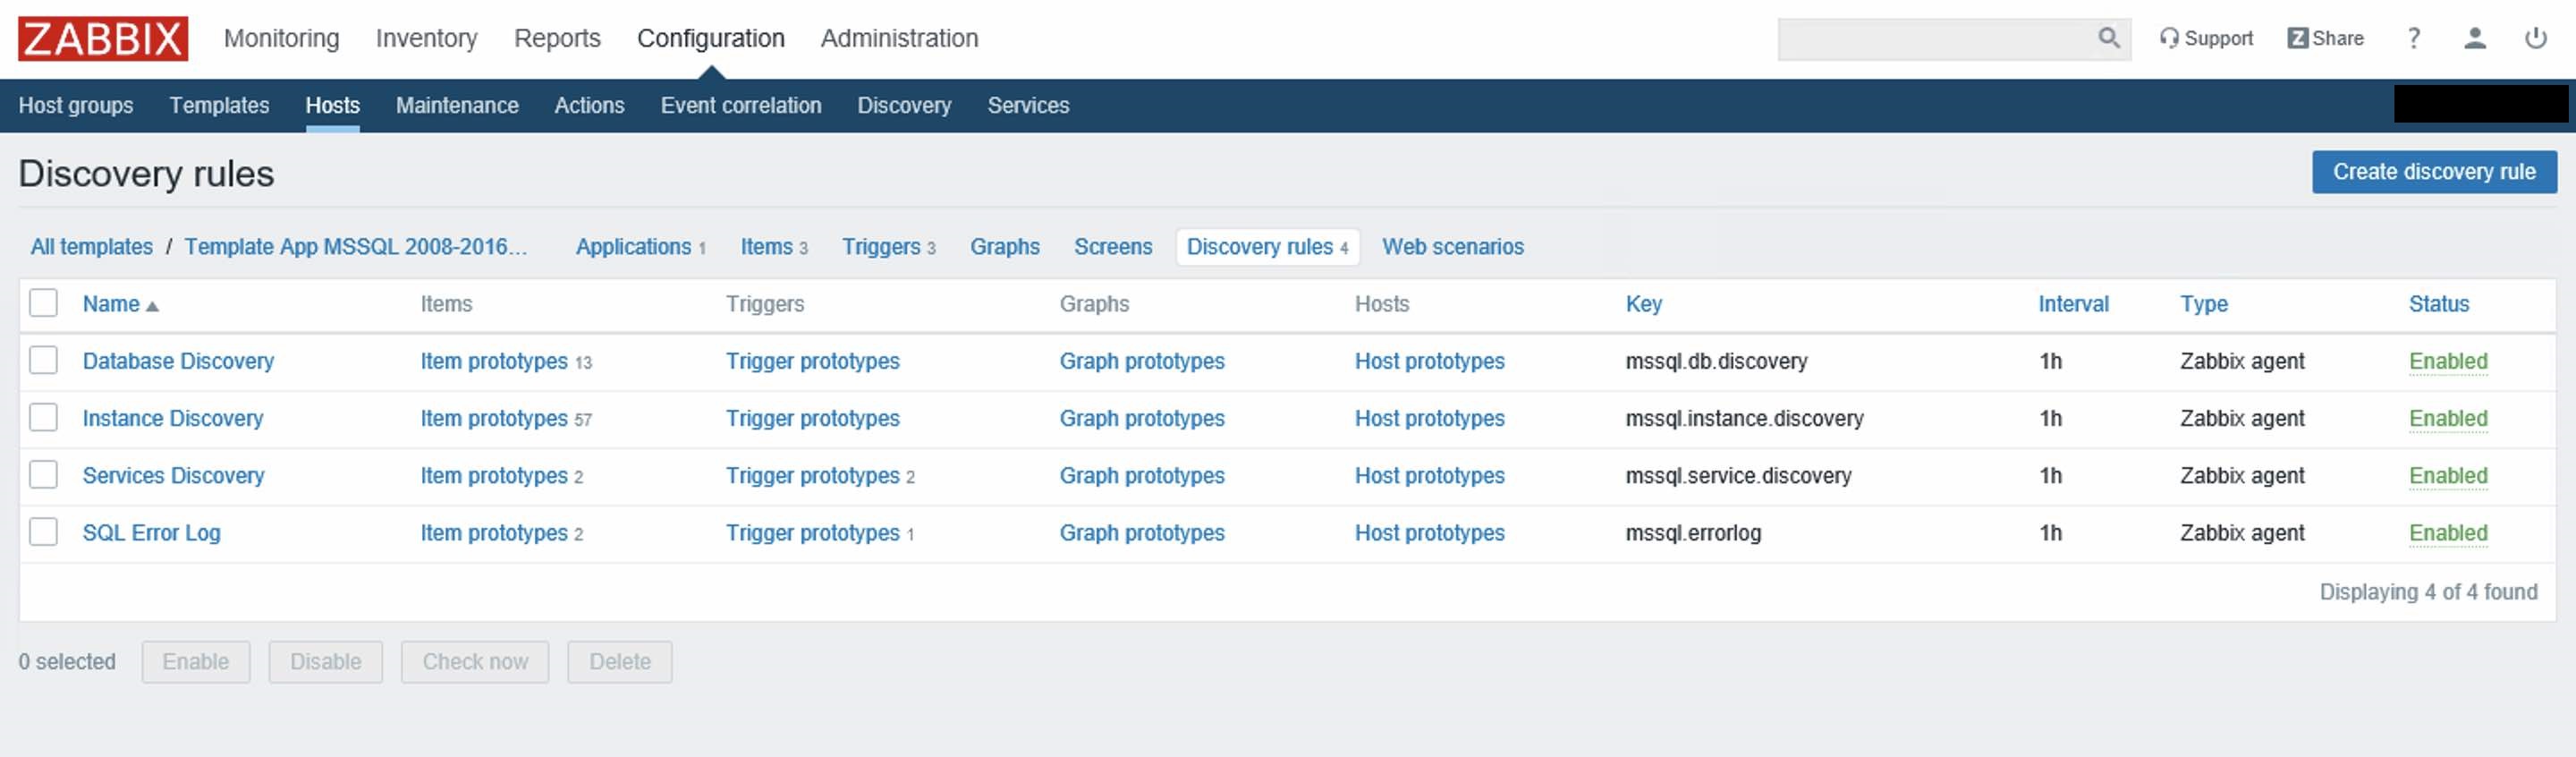 ZABBIX Monitoring Inventory Reports Configuration Administration Support Z Share ?
Host groups Templates Hosts Maintenance Actions Event correlation Discovery Services
Discovery rules Create discovery rule
All templates / Template App MSSQL 2008-2016... Applications 1 Items 3 Triggers 3 Graphs Screens Discovery rules 4 Web scenarios
Name Items Triggers Graphs Hosts Key Interval Type Status
Database Discovery Item prototypes 13 Trigger prototypes Graph prototypes Host prototypes mssql.db.discovery 1h Zabbix agent Enabled
Instance Discovery Item prototypes 57 Trigger prototypes Graph prototypes Host prototypes mssql.instance.discovery 1h Zabbix agent Enabled
Services Discovery Item prototypes 2 Trigger prototypes 2 Graph prototypes Host prototypes mssql.service.discovery 1h Zabbix agent Enabled
SQL Error Log Item prototypes 2 Trigger prototypes 1 Graph prototypes Host prototypes mssql.errorlog 1h Zabbix agent Enabled
Displaying 4 of 4 found
0 selected Enable Disable Check now Delete